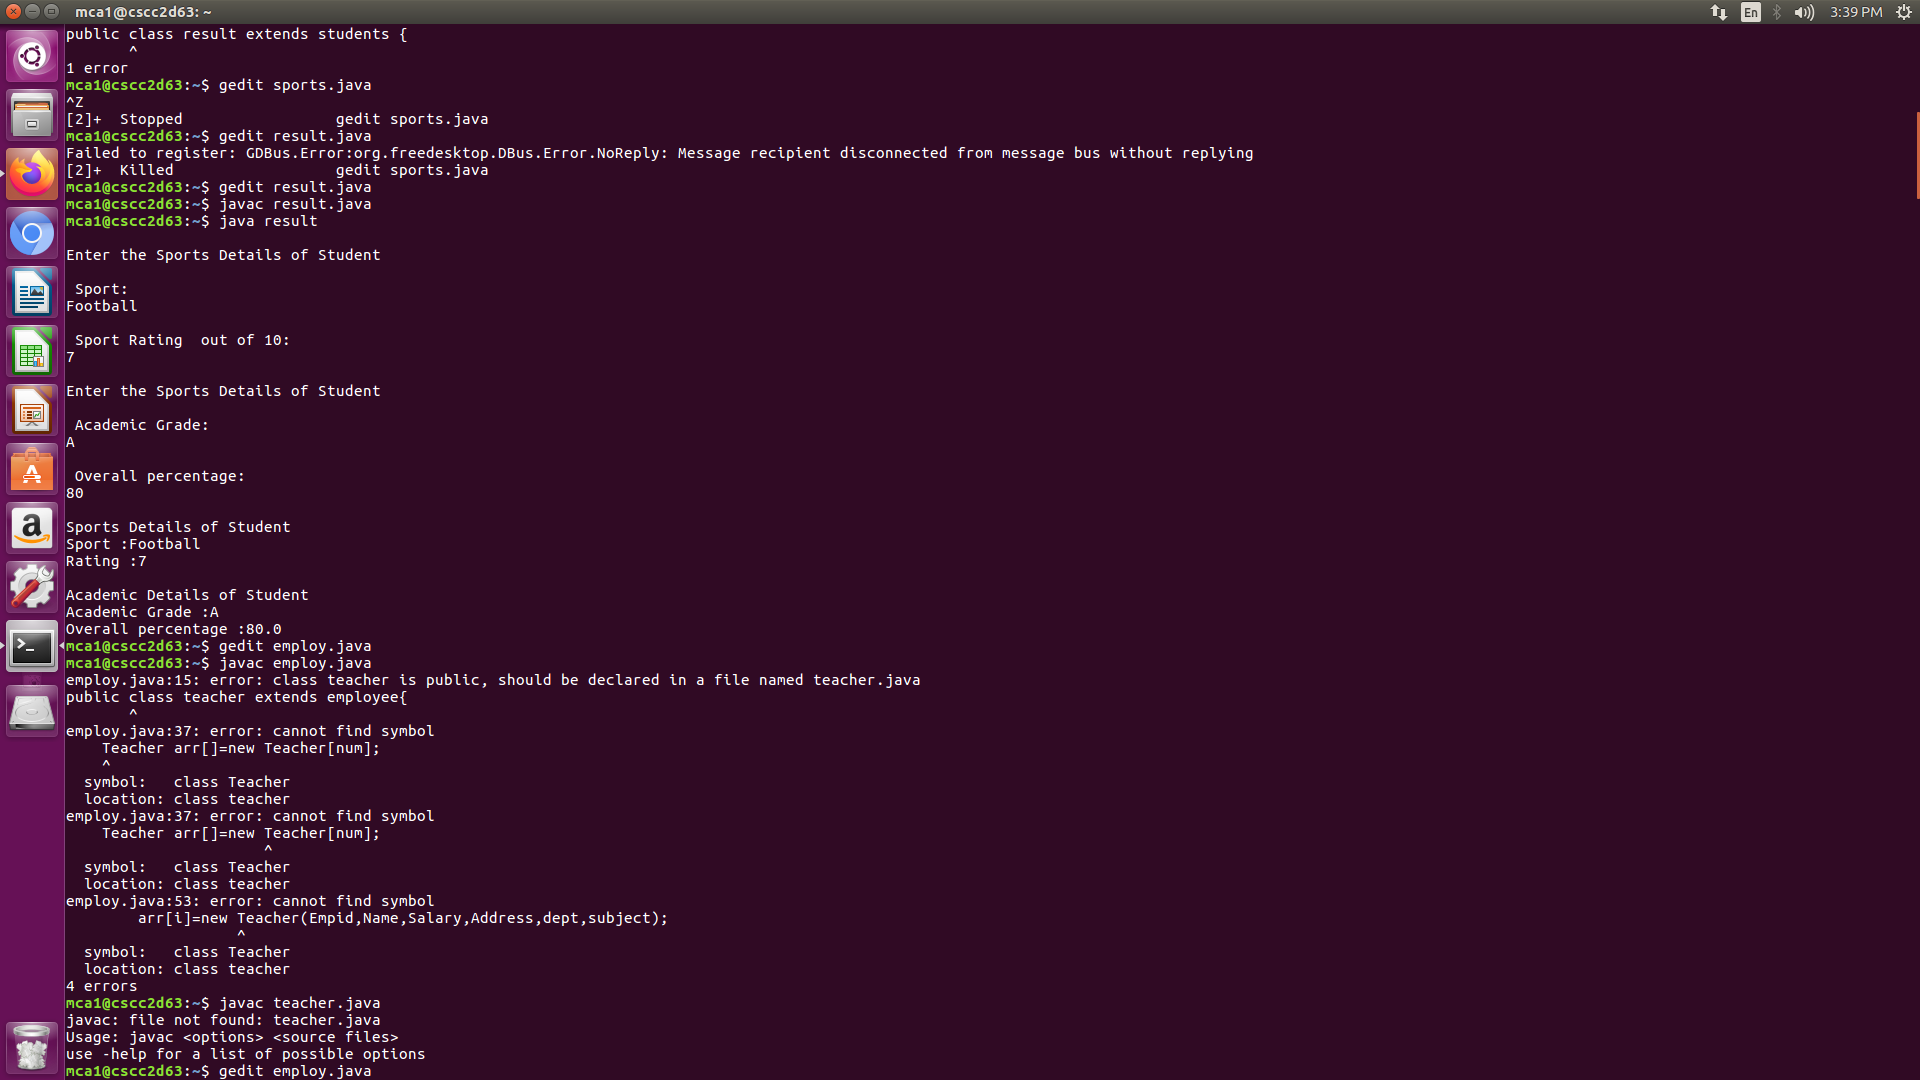 mca1@cscc2d63: ~
En
3:39 PM
public class result extends students {
^
1 error
mca1@cscc2d63:~$ gedit sports.java
^Z
[2]+  Stopped                 gedit sports.java
mca1@cscc2d63:~$ gedit result.java
Failed to register: GDBus.Error:org.freedesktop.DBus.Error.NoReply: Message recipient disconnected from message bus without replying
[2]+  Killed                  gedit sports.java
mca1@cscc2d63:~$ gedit result.java
mca1@cscc2d63:~$ javac result.java
mca1@cscc2d63:~$ java result
Enter the Sports Details of Student
Sport:
Football
Sport Rating  out of 10:
7
Enter the Sports Details of Student
Academic Grade:
A
Overall percentage:
80
Sports Details of Student
Sport :Football
Rating :7
Academic Details of Student
Academic Grade :A
Overall percentage :80.0
mca1@cscc2d63:~$ gedit employ.java
mca1@cscc2d63:~$ javac employ.java
employ.java:15: error: class teacher is public, should be declared in a file named teacher.java
public class teacher extends employee{
^
employ.java:37: error: cannot find symbol
Teacher arr[]=new Teacher[num];
^
symbol:   class Teacher
location: class teacher
employ.java:37: error: cannot find symbol
Teacher arr[]=new Teacher[num];
^
symbol:   class Teacher
location: class teacher
employ.java:53: error: cannot find symbol
arr[i]=new Teacher(Empid,Name,Salary,Address,dept,subject);
^
symbol:   class Teacher
location: class teacher
4 errors
mca1@cscc2d63:~$ javac teacher.java
javac: file not found: teacher.java
Usage: javac <options> <source files>
use -help for a list of possible options
mca1@cscc2d63:~$ gedit employ.java